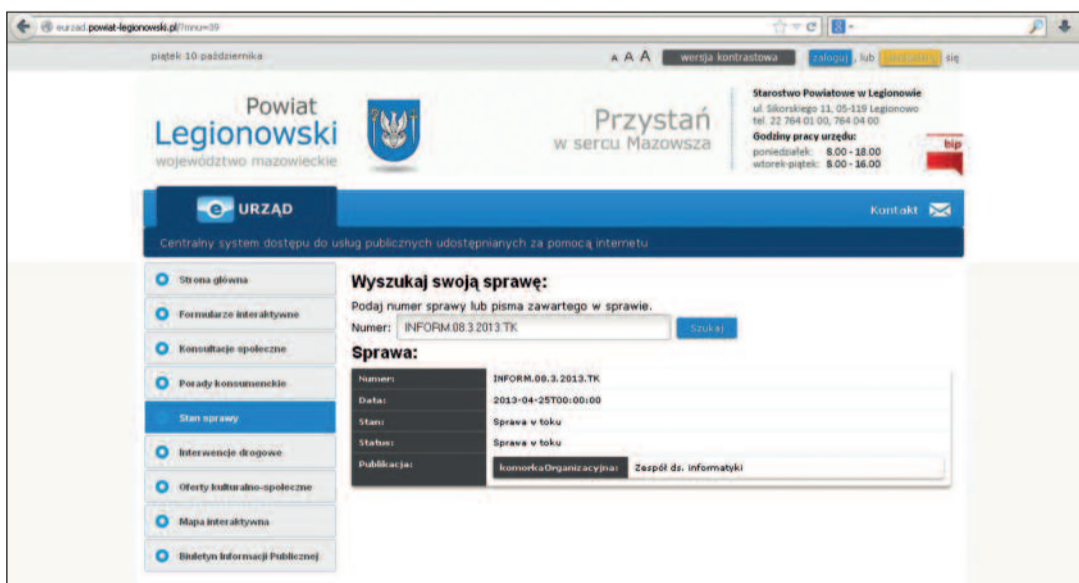 eurzad.powiat-legionowski.pl/?mnu=39
piątek 10 października
A A A wersja kontrastowa zaloguj, lub się
Powiat
Legionowski
województwo mazowieckie
Przystań
w sercu Mazowsza
Starostwo Powiatowe w Legionowie
ul. Sikorskiego 11, 05-119 Legionowo
tel. 22 764 01 00, 764 04 00
Godziny pracy urzędu:
poniedziałek: 8.00 - 18.00
wtorek-piątek: 8.00 - 16.00
bip
e URZĄD
Kontakt
Centralny system dostępu do usług publicznych udostępnianych za pomocą internetu
Strona główna
Formularze interaktywne
Konsultacje społeczne
Porady konsumenckie
Stan sprawy
Interwencje drogowe
Oferty kulturalno-społeczne
Mapa interaktywna
Biuletyn Informacji Publicznej
Wyszukaj swoją sprawę:
Podaj numer sprawy lub pisma zawartego w sprawie.
Numer: INFORM.08.3.2013.TK Szukaj
Sprawa:
Numer: INFORM.08.3.2013.TK
Data: 2013-04-25T00:00:00
Stan: Sprawa w toku
Status: Sprawa w toku
Publikacja: komorkaOrganizacyjna: Zespół ds. informatyki